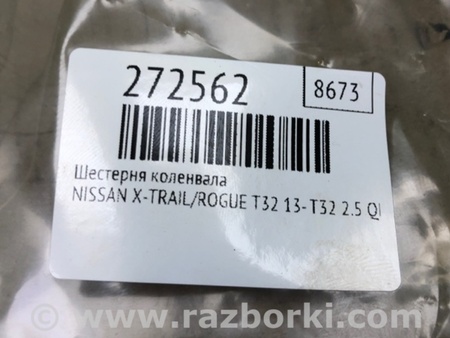 272562
8673
Шестерня коленвала
NISSAN X-TRAIL/ROGUE T32 13- T32 2.5 Q
www.razborki.com